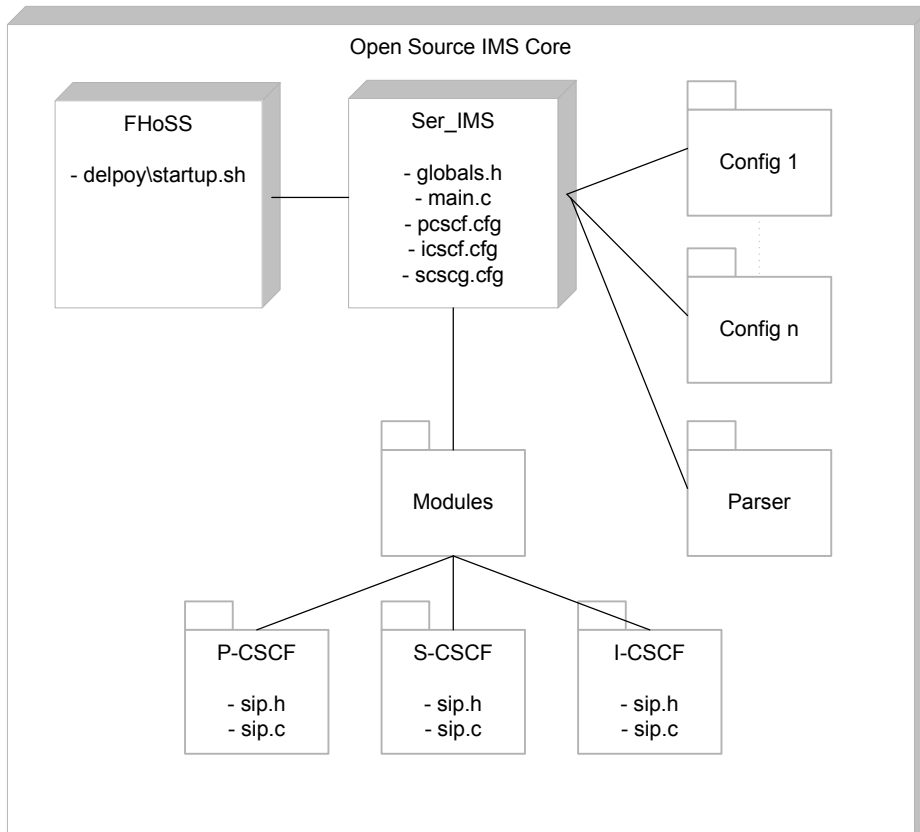 Open Source IMS Core
FHoSS
- delpoy\startup.sh
Ser_IMS
- globals.h
- main.c
- pcscf.cfg
- icscf.cfg
- scscg.cfg
Config 1
Config n
Parser
Modules
P-CSCF
- sip.h
- sip.c
S-CSCF
- sip.h
- sip.c
I-CSCF
- sip.h
- sip.c